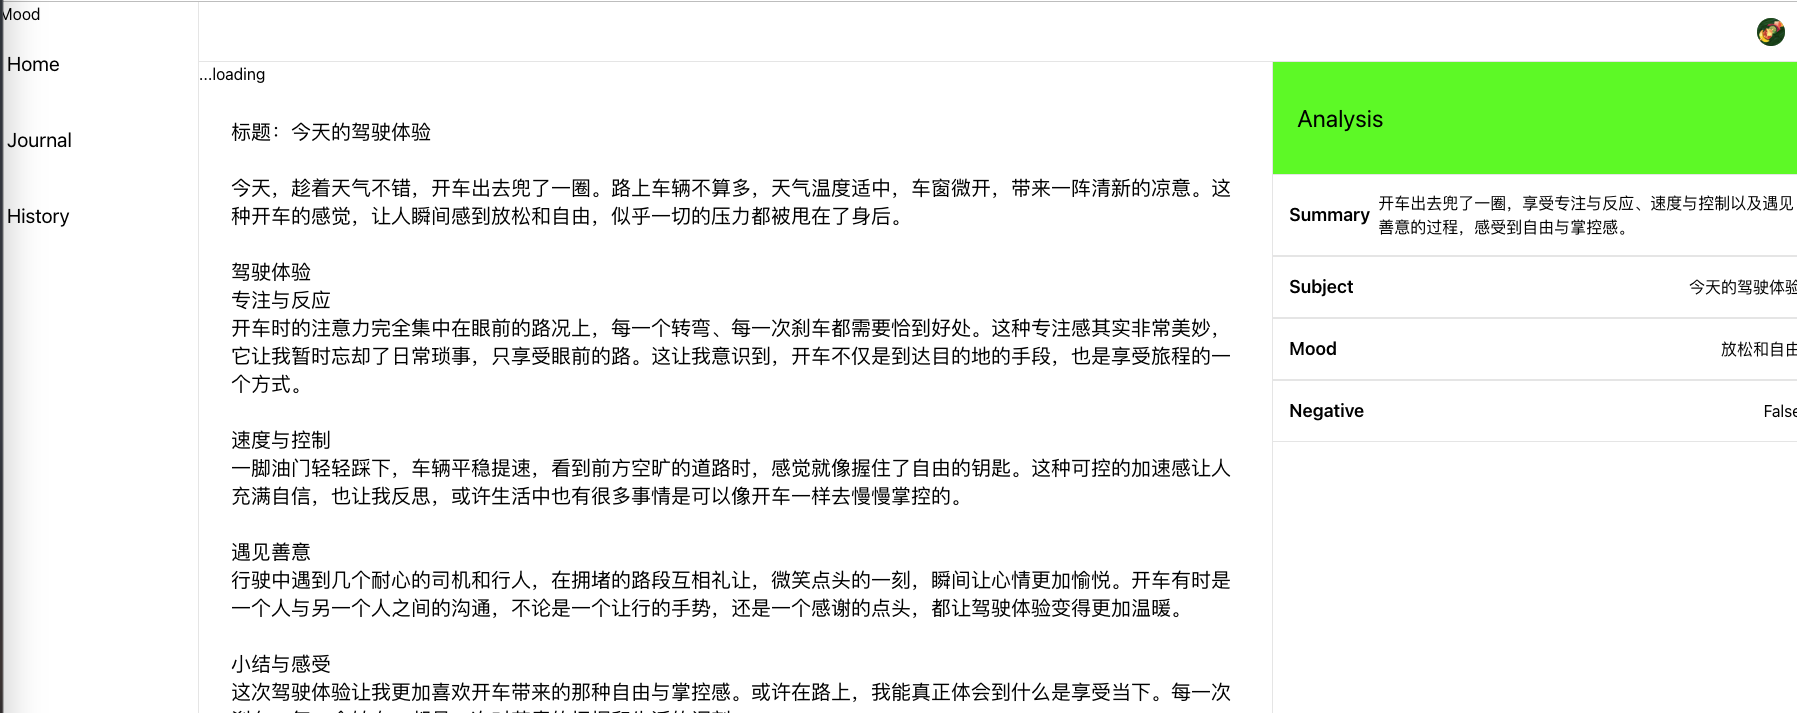 Mood
Home
Journal
History
...loading
标题：今天的驾驶体验
今天，趁着天气不错，开车出去兜了一圈。路上车辆不算多，天气温度适中，车窗微开，带来一阵清新的凉意。这
种开车的感觉，让人瞬间感到放松和自由，似乎一切的压力都被甩在了身后。
驾驶体验
专注与反应
开车时的注意力完全集中在眼前的路况上，每一个转弯、每一次刹车都需要恰到好处。这种专注感其实非常美妙，
它让我暂时忘却了日常琐事，只享受眼前的路。这让我意识到，开车不仅是到达目的地的手段，也是享受旅程的一
个方式。
速度与控制
一脚油门轻轻踩下，车辆平稳提速，看到前方空旷的道路时，感觉就像握住了自由的钥匙。这种可控的加速感让人
充满自信，也让我反思，或许生活中也有很多事情是可以像开车一样去慢慢掌控的。
遇见善意
行驶中遇到几个耐心的司机和行人，在拥堵的路段互相礼让，微笑点头的一刻，瞬间让心情更加愉悦。开车有时是
一个人与另一个人之间的沟通，不论是一个让行的手势，还是一个感谢的点头，都让驾驶体验变得更加温暖。
小结与感受
这次驾驶体验让我更加喜欢开车带来的那种自由与掌控感。或许在路上，我能真正体会到什么是享受当下。每一次
Analysis
Summary
开车出去兜了一圈，享受专注与反应、速度与控制以及遇见
善意的过程，感受到自由与掌控感。
Subject
今天的驾驶体验
Mood
放松和自由
Negative
False